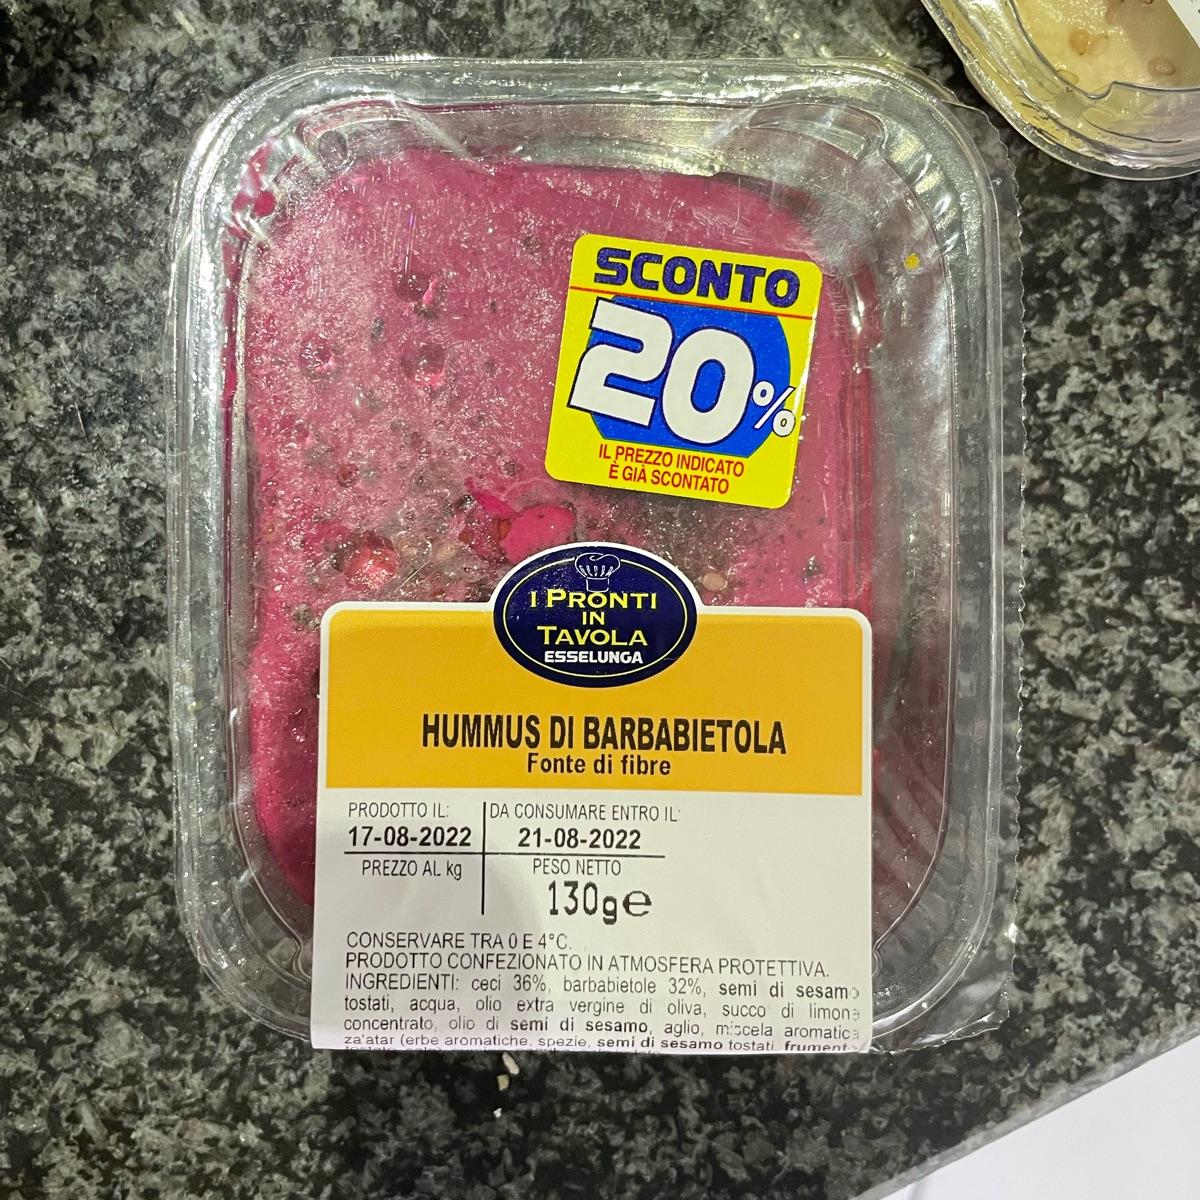 SCONTO
20%
IL PREZZO INDICATO
È GIÀ SCONTATO
I PRONTI
IN
TAVOLA
ESSELUNGA
HUMMUS DI BARBABIETOLA
Fonte di fibre
PRODOTTO IL: DA CONSUMARE ENTRO IL:
17-08-2022 21-08-2022
PREZZO AL kg PESO NETTO
130g℮
CONSERVARE TRA 0 E 4°C.
PRODOTTO CONFEZIONATO IN ATMOSFERA PROTETTIVA.
INGREDIENTI: ceci 36%, barbabietole 32%, semi di sesamo
tostati, acqua, olio extra vergine di oliva, succo di limone
concentrato, olio di semi di sesamo, aglio, miscela aromatica
za'atar (erbe aromatiche, spezie, semi di sesamo tostati, frumento